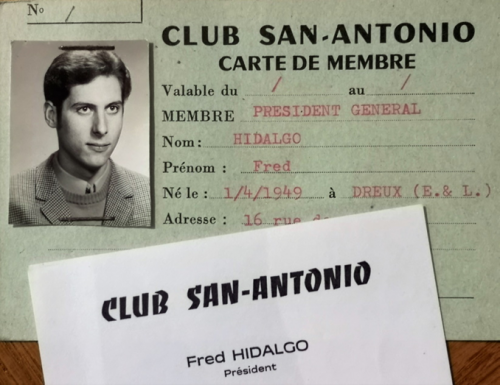 Nº /
CLUB SAN-ANTONIO
CARTE DE MEMBRE
Valable du / au /
MEMBRE PRESIDENT GENERAL
Nom : HIDALGO
Prénom : Fred
Né le : 1/4/1949 à DREUX (E.& L.)
Adresse : 16 rue
CLUB SAN-ANTONIO
Fred HIDALGO
Président